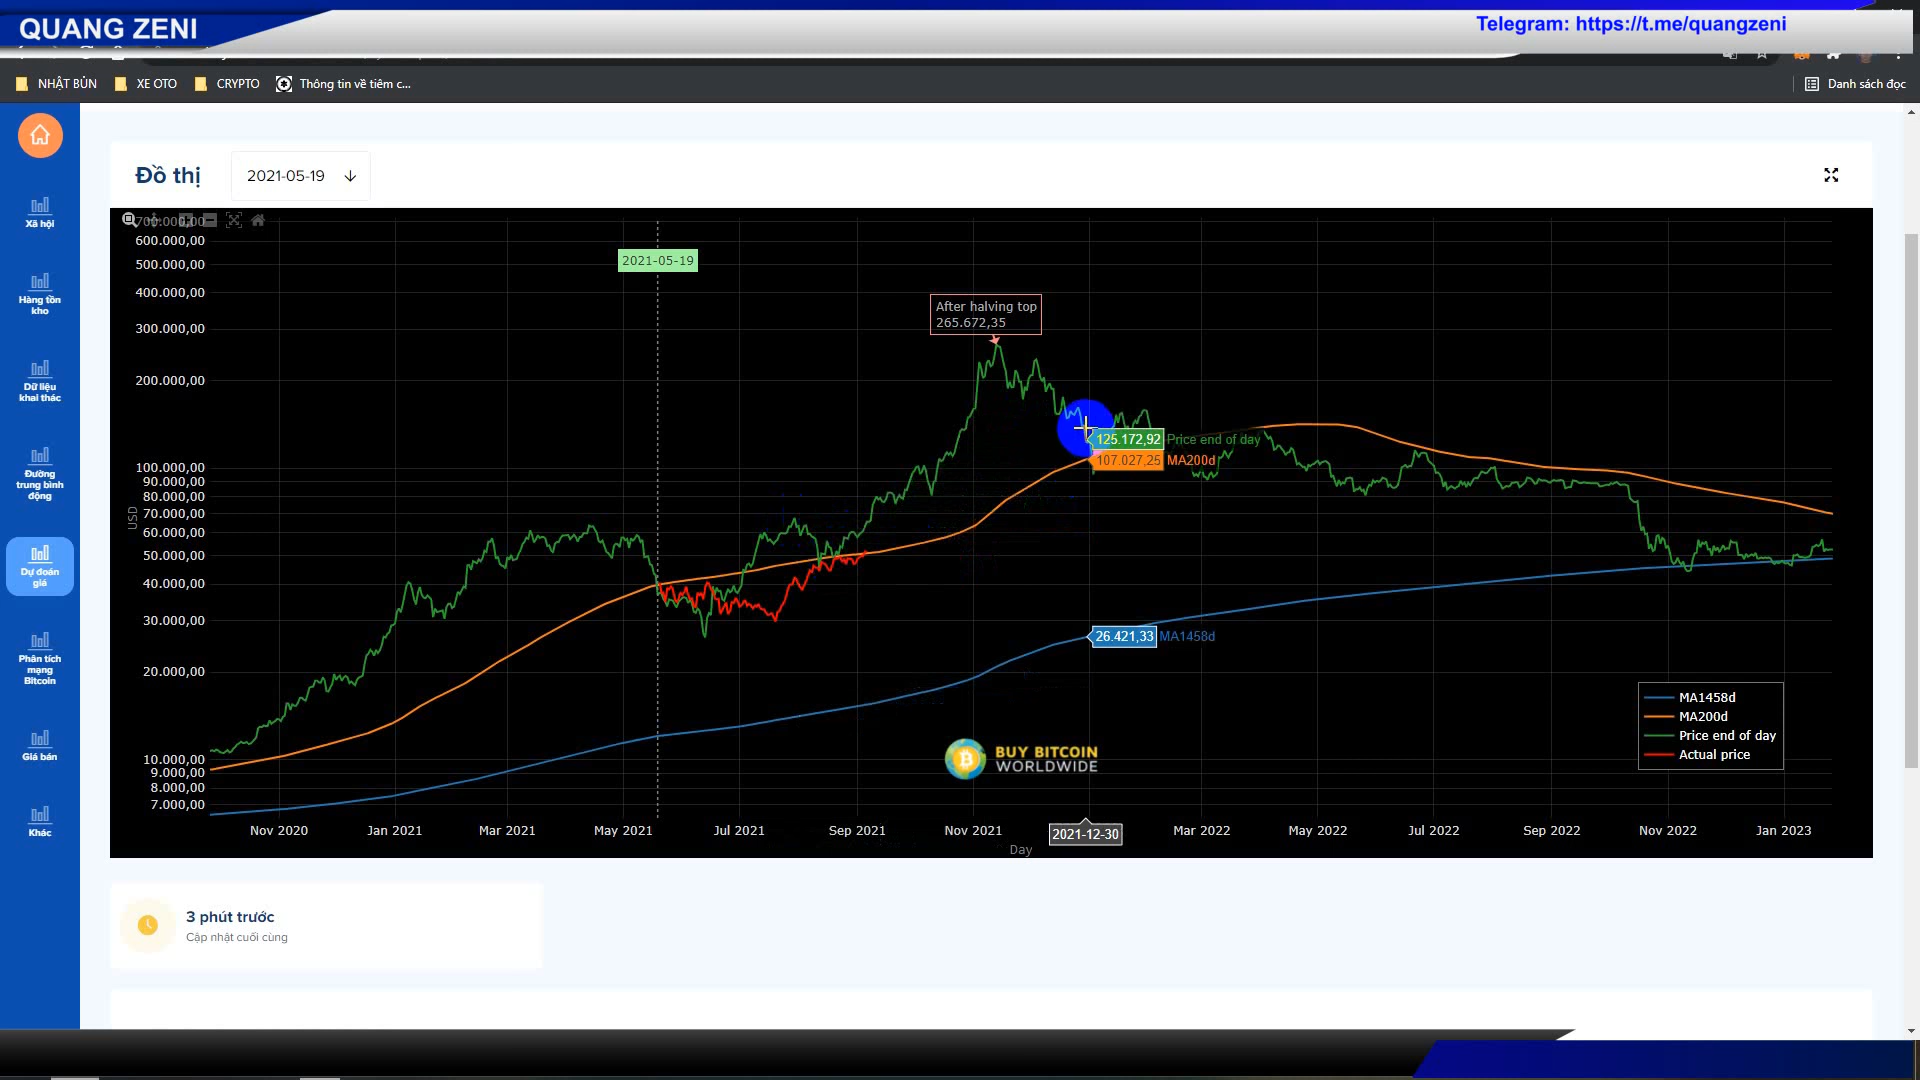 QUANG ZENI
Telegram: https://t.me/quangzeni
NHẬT BỦN
XE OTO
CRYPTO
Thông tin về tiêm c...
Danh sách đọc
Xã hội
Hàng tồn
kho
Dữ liệu
khai thác
Đường
trung bình
động
Dự đoán
giá
Phân tích
mạng
Bitcoin
Giá bán
Khác
Đồ thị
2021-05-19
700.000,00
600.000,00
500.000,00
400.000,00
300.000,00
200.000,00
100.000,00
90.000,00
80.000,00
70.000,00
60.000,00
50.000,00
40.000,00
30.000,00
20.000,00
10.000,00
9.000,00
8.000,00
7.000,00
USD
2021-05-19
After halving top
265.672,35
125.172,92 Price end of day
107.027,25 MA200d
26.421,33 MA1458d
MA1458d
MA200d
Price end of day
Actual price
BUY BITCOIN
WORLDWIDE
Nov 2020
Jan 2021
Mar 2021
May 2021
Jul 2021
Sep 2021
Nov 2021
2021-12-30
Mar 2022
May 2022
Jul 2022
Sep 2022
Nov 2022
Jan 2023
Day
3 phút trước
Cập nhật cuối cùng